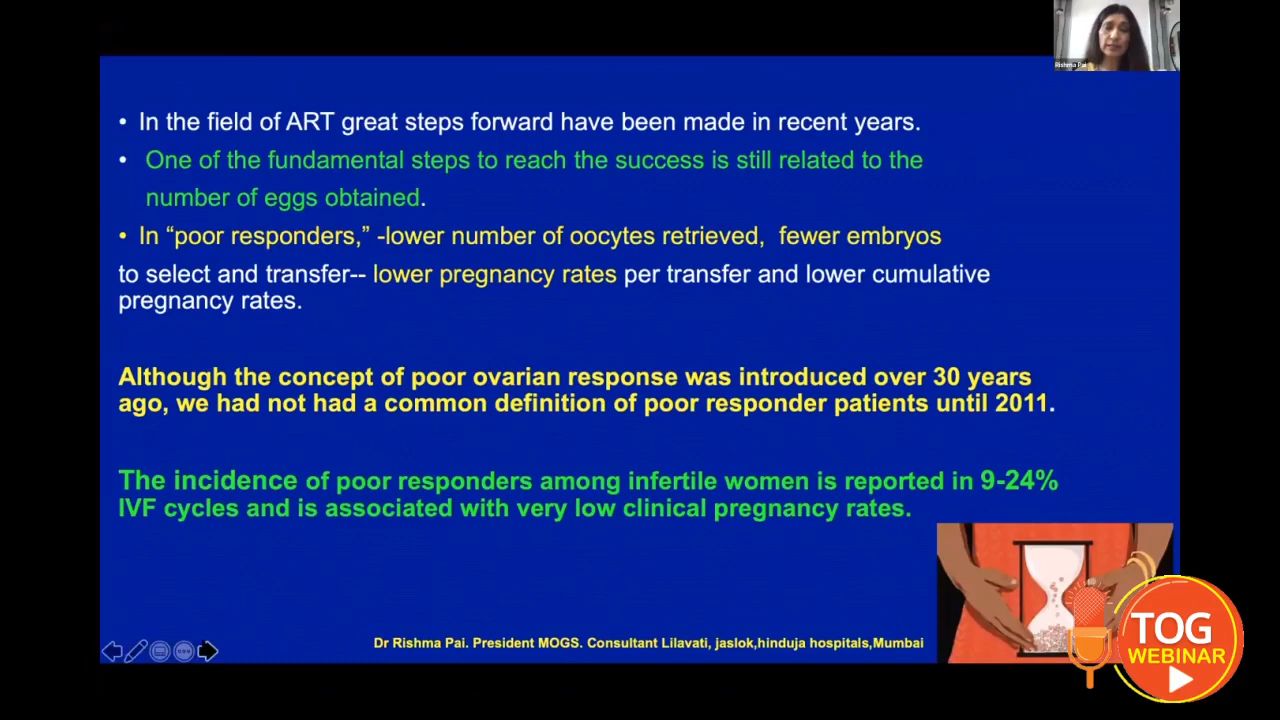 Rishma Pai
• In the field of ART great steps forward have been made in recent years.
• One of the fundamental steps to reach the success is still related to the
number of eggs obtained.
• In “poor responders,” -lower number of oocytes retrieved, fewer embryos
to select and transfer-- lower pregnancy rates per transfer and lower cumulative
pregnancy rates.
Although the concept of poor ovarian response was introduced over 30 years
ago, we had not had a common definition of poor responder patients until 2011.
The incidence of poor responders among infertile women is reported in 9-24%
IVF cycles and is associated with very low clinical pregnancy rates.
Dr Rishma Pai. President MOGS. Consultant Lilavati, jaslok,hinduja hospitals,Mumbai
TOG
WEBINAR